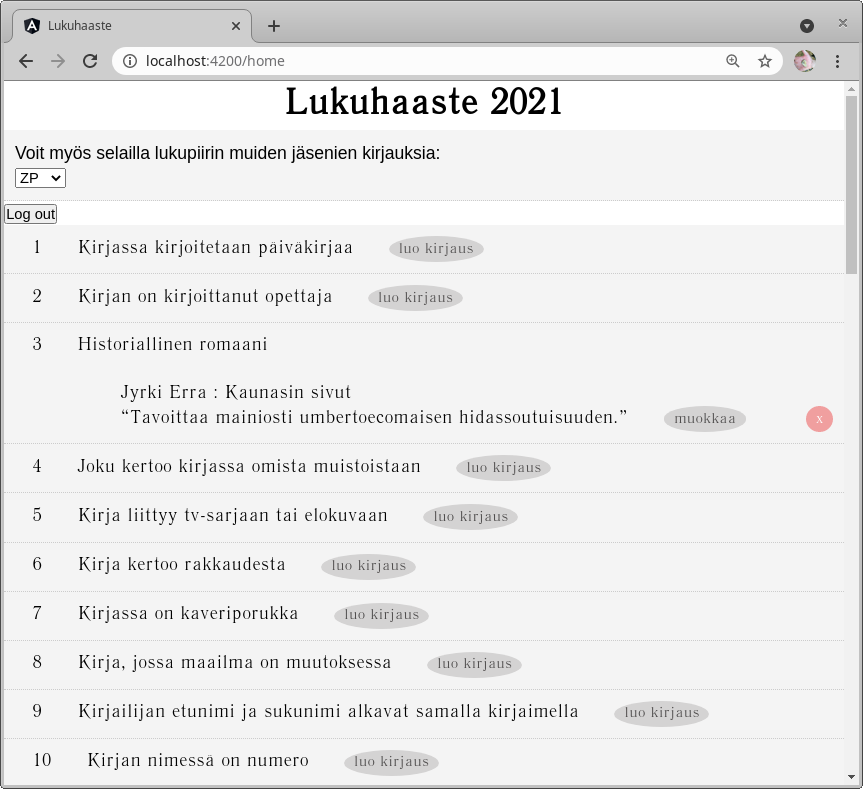 Lukuhaaste
localhost:4200/home
Lukuhaaste 2021
Voit myös selailla lukupiirin muiden jäsenien kirjauksia:
ZP
Log out
1 Kirjassa kirjoitetaan päiväkirjaa luo kirjaus
2 Kirjan on kirjoittanut opettaja luo kirjaus
3 Historiallinen romaani
Jyrki Erra : Kaunasin sivut
“Tavoittaa mainiosti umbertoecomaisen hidassoutuisuuden.” muokkaa x
4 Joku kertoo kirjassa omista muistoistaan luo kirjaus
5 Kirja liittyy tv-sarjaan tai elokuvaan luo kirjaus
6 Kirja kertoo rakkaudesta luo kirjaus
7 Kirjassa on kaveriporukka luo kirjaus
8 Kirja, jossa maailma on muutoksessa luo kirjaus
9 Kirjailijan etunimi ja sukunimi alkavat samalla kirjaimella luo kirjaus
10 Kirjan nimessä on numero luo kirjaus